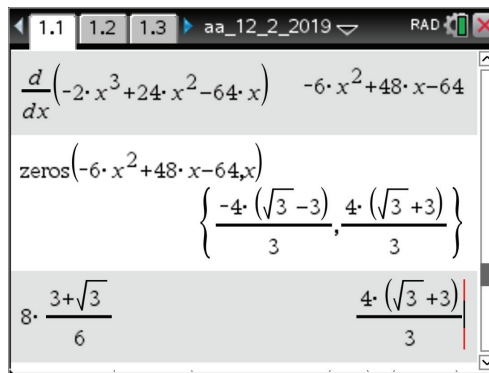 1.1 1.2 1.3 aa_12_2_2019 RAD
d/dx(-2·x^3+24·x^2-64·x) -6·x^2+48·x-64
zeros(-6·x^2+48·x-64,x)
{-4·(√3-3)/3, 4·(√3+3)/3}
8·(3+√3)/6 4·(√3+3)/3